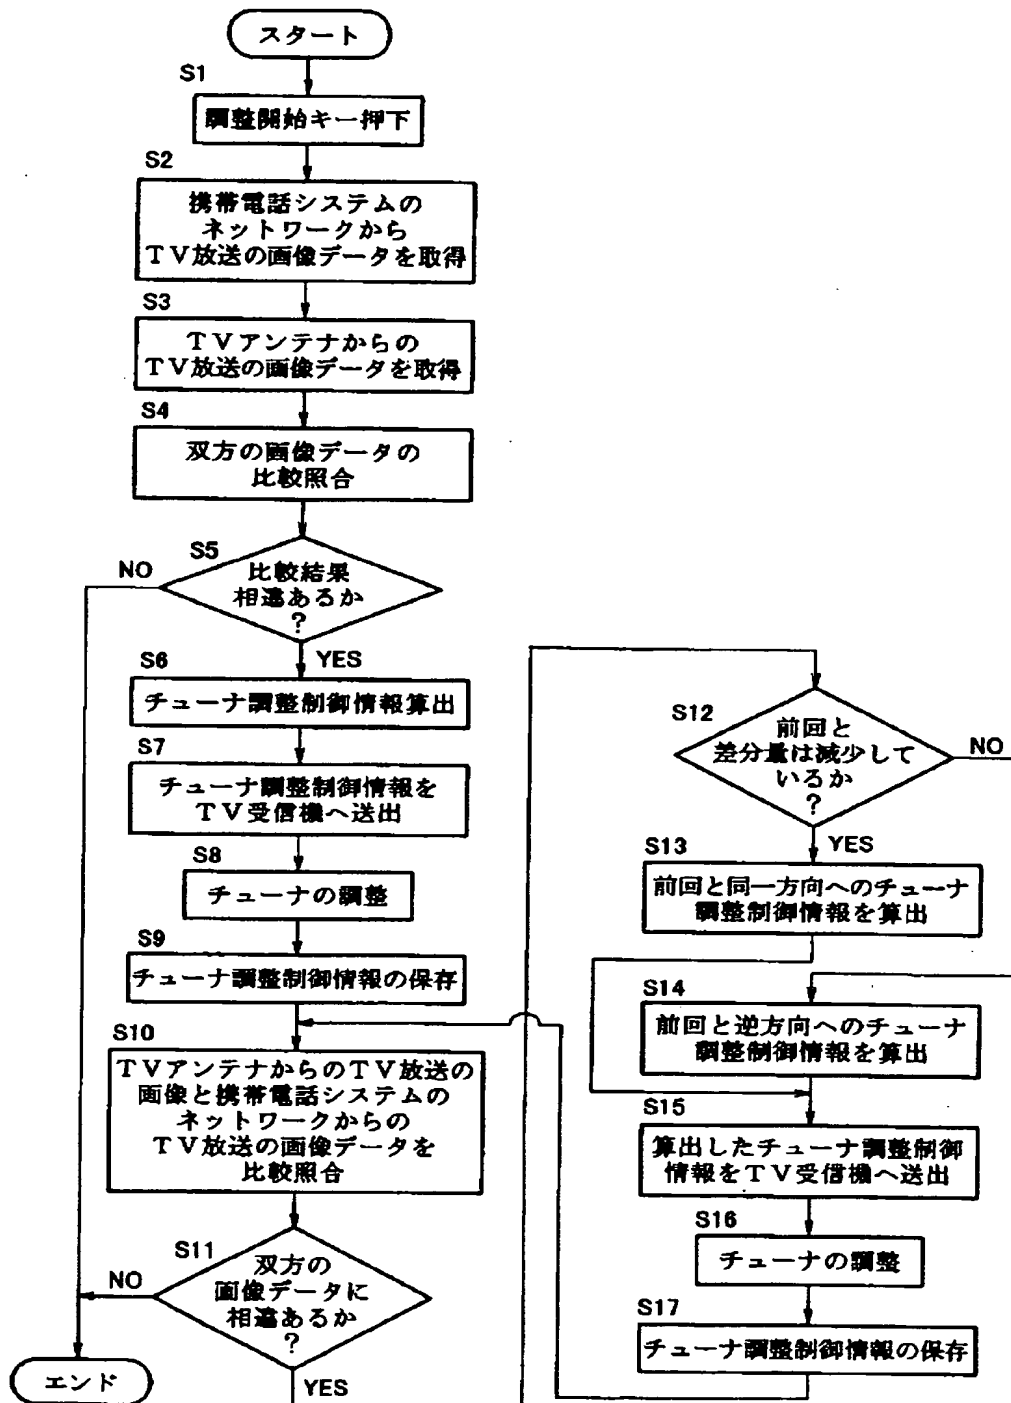 スタート
S1
調整開始キー押下
S2
携帯電話システムの
ネットワークから
TV放送の画像データを取得
S3
TVアンテナからの
TV放送の画像データを取得
S4
双方の画像データの
比較照合
S5
比較結果
相違あるか
?
NO
YES
S6
チューナ調整制御情報算出
S7
チューナ調整制御情報を
TV受信機へ送出
S8
チューナの調整
S9
チューナ調整制御情報の保存
S10
TVアンテナからのTV放送の
画像と携帯電話システムの
ネットワークからの
TV放送の画像データを
比較照合
S11
双方の
画像データに
相違あるか
?
NO
YES
エンド
S12
前回と
差分量は減少して
いるか
?
NO
YES
S13
前回と同一方向へのチューナ
調整制御情報を算出
S14
前回と逆方向へのチューナ
調整制御情報を算出
S15
算出したチューナ調整制御
情報をTV受信機へ送出
S16
チューナの調整
S17
チューナ調整制御情報の保存